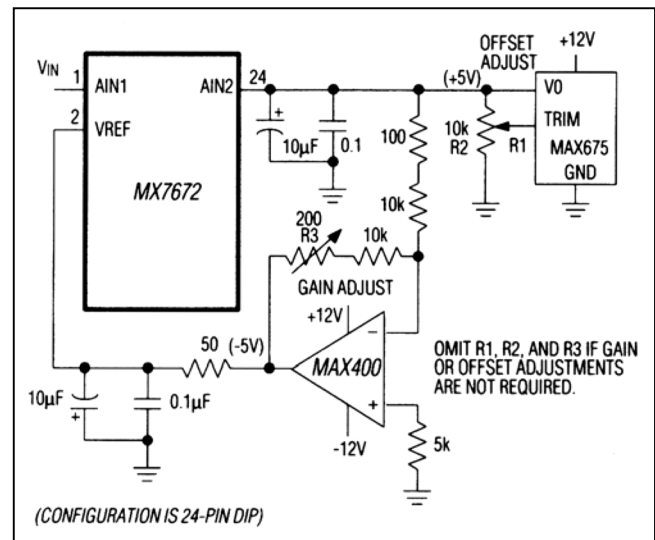 OFFSET
ADJUST
+12V
VIN
1
AIN1
AIN2
24
(+5V)
V0
2
VREF
10µF
+
0.1
100
10k
R2
R1
TRIM
MAX675
GND
MX7672
10k
200
R3
10k
GAIN ADJUST
+12V
−
50
(-5V)
MAX400
OMIT R1, R2, AND R3 IF GAIN
OR OFFSET ADJUSTMENTS
ARE NOT REQUIRED.
10µF
+
0.1µF
+
-12V
5k
(CONFIGURATION IS 24-PIN DIP)